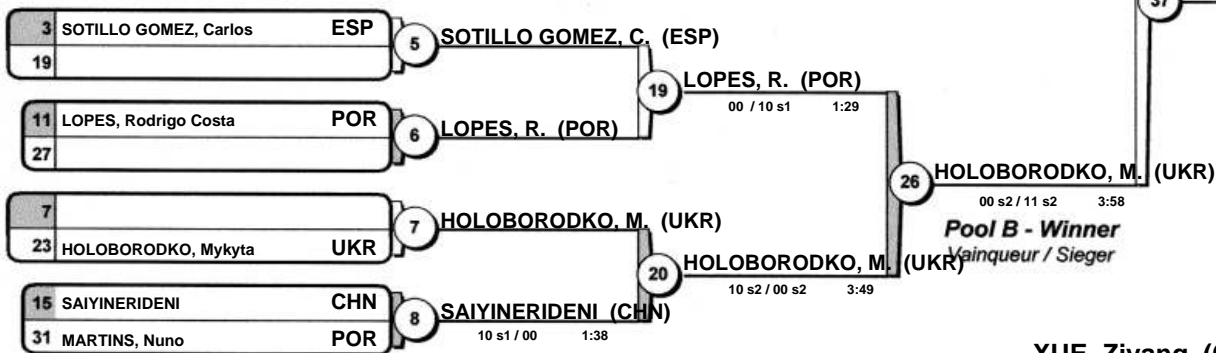 37
3 SOTILLO GOMEZ, Carlos ESP
19
5
SOTILLO GOMEZ, C. (ESP)
11 LOPES, Rodrigo Costa POR
27
6
LOPES, R. (POR)
19
LOPES, R. (POR)
00 / 10 s1 1:29
7
23 HOLOBORODKO, Mykyta UKR
7
HOLOBORODKO, M. (UKR)
15 SAIYINERIDENI CHN
31 MARTINS, Nuno POR
8
SAIYINERIDENI (CHN)
10 s1 / 00 1:38
20
HOLOBORODKO, M. (UKR)
10 s2 / 00 s2 3:49
26
HOLOBORODKO, M. (UKR)
00 s2 / 11 s2 3:58
Pool B - Winner
Vainqueur / Sieger
XUE, Ziyang